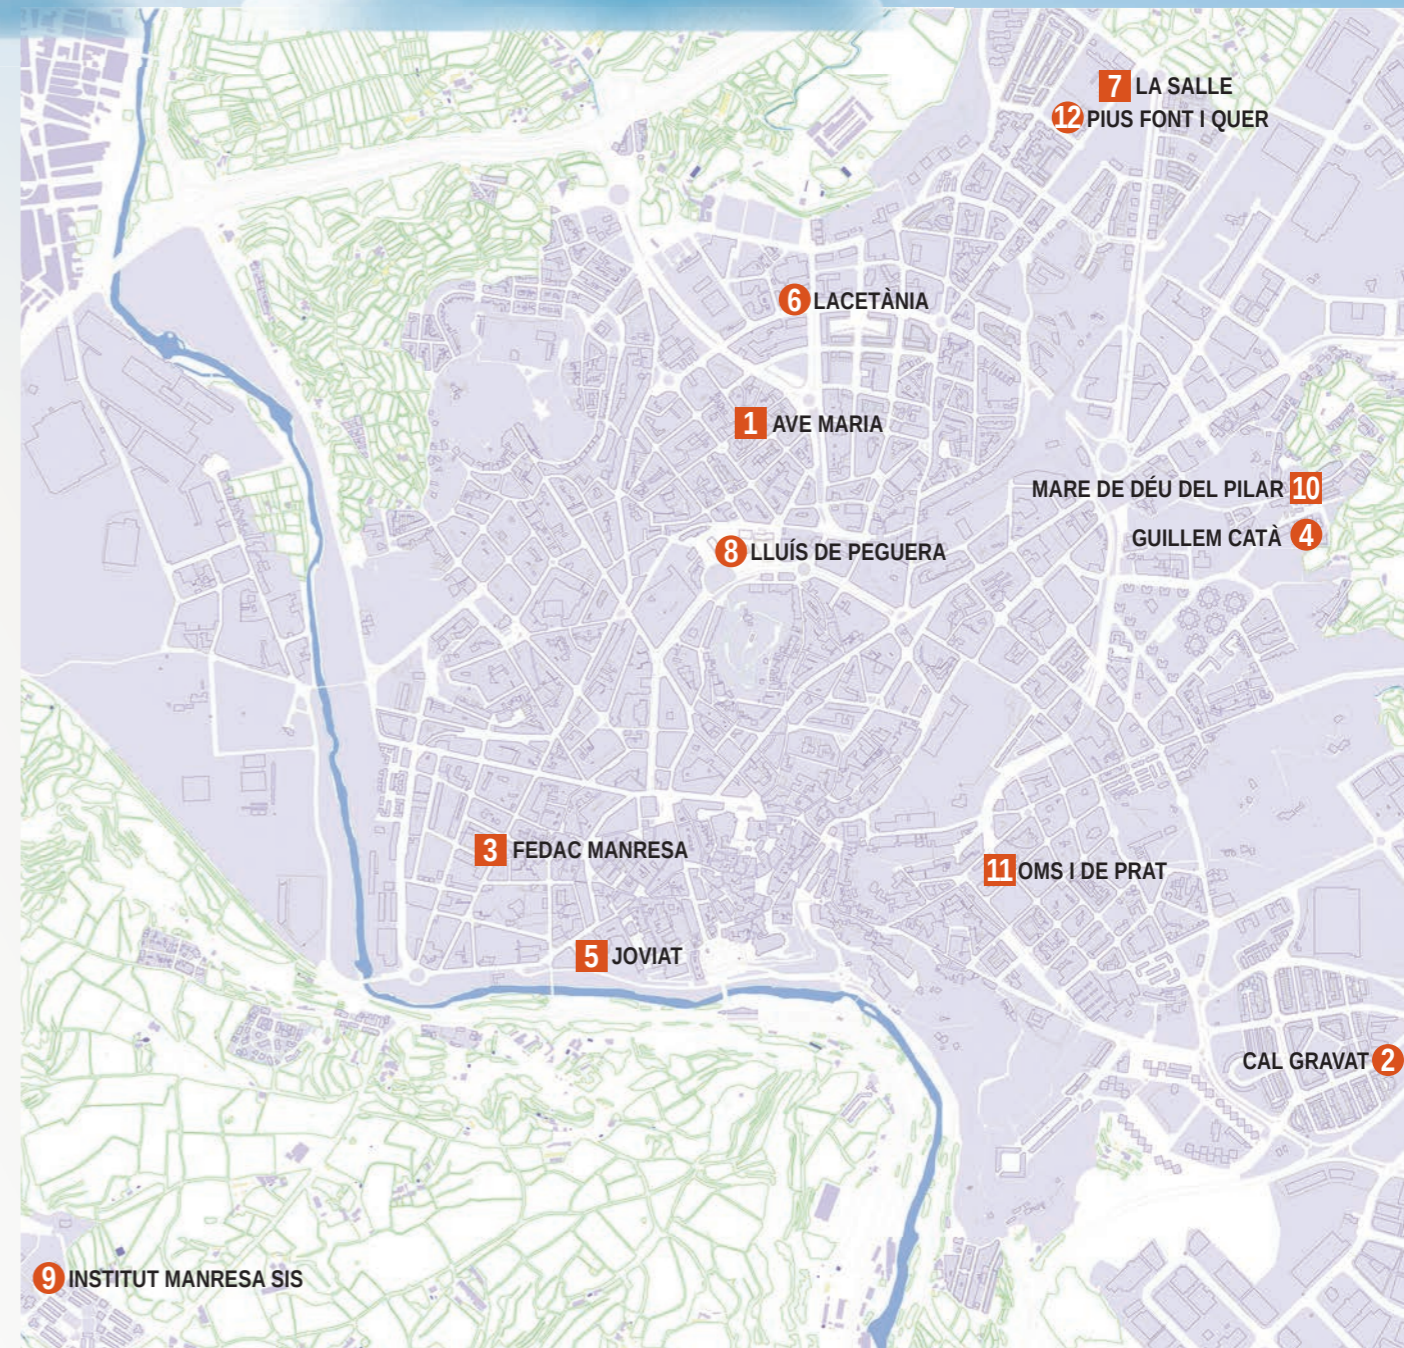 7 LA SALLE
12 PIUS FONT I QUER
6 LACETÀNIA
1 AVE MARIA
MARE DE DÉU DEL PILAR 10
GUILLEM CATÀ 4
8 LLUÍS DE PEGUERA
3 FEDAC MANRESA
11 OMS I DE PRAT
5 JOVIAT
CAL GRAVAT 2
9 INSTITUT MANRESA SIS